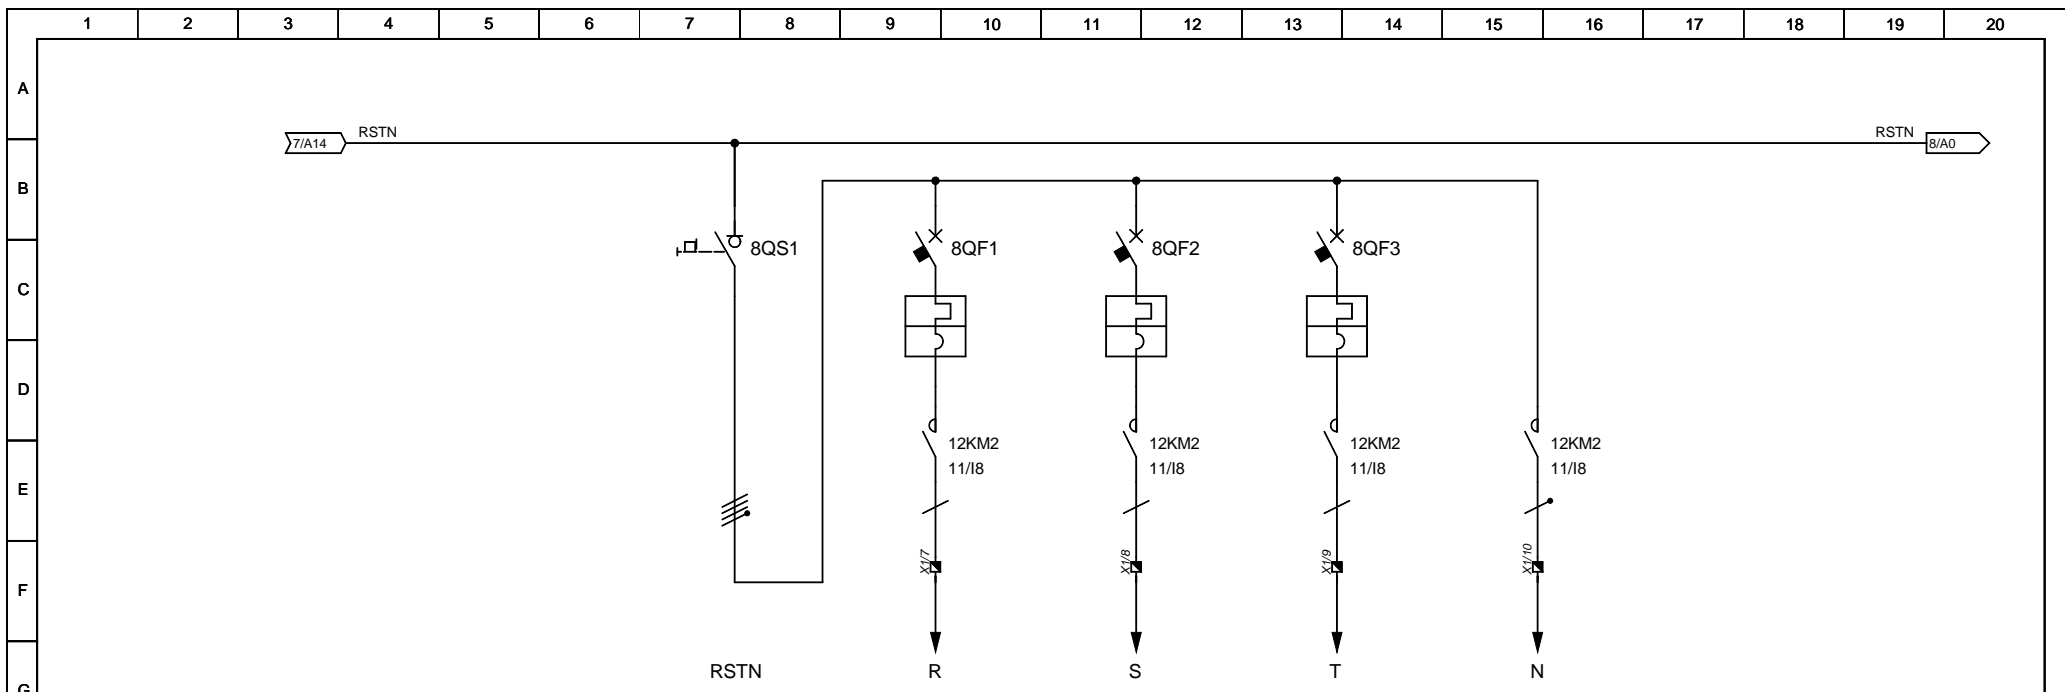 1 2 3 4 5 6 7 8 9 10 11 12 13 14 15 16 17 18 19 20
A
RSTN RSTN
7/A14 8/A0
B
8QS1 8QF1 8QF2 8QF3
C
D
12KM2 12KM2 12KM2 12KM2
11/I8 11/I8 11/I8 11/I8
E
X1/7 X1/8 X1/9 X1/10
F
RSTN R S T N
G